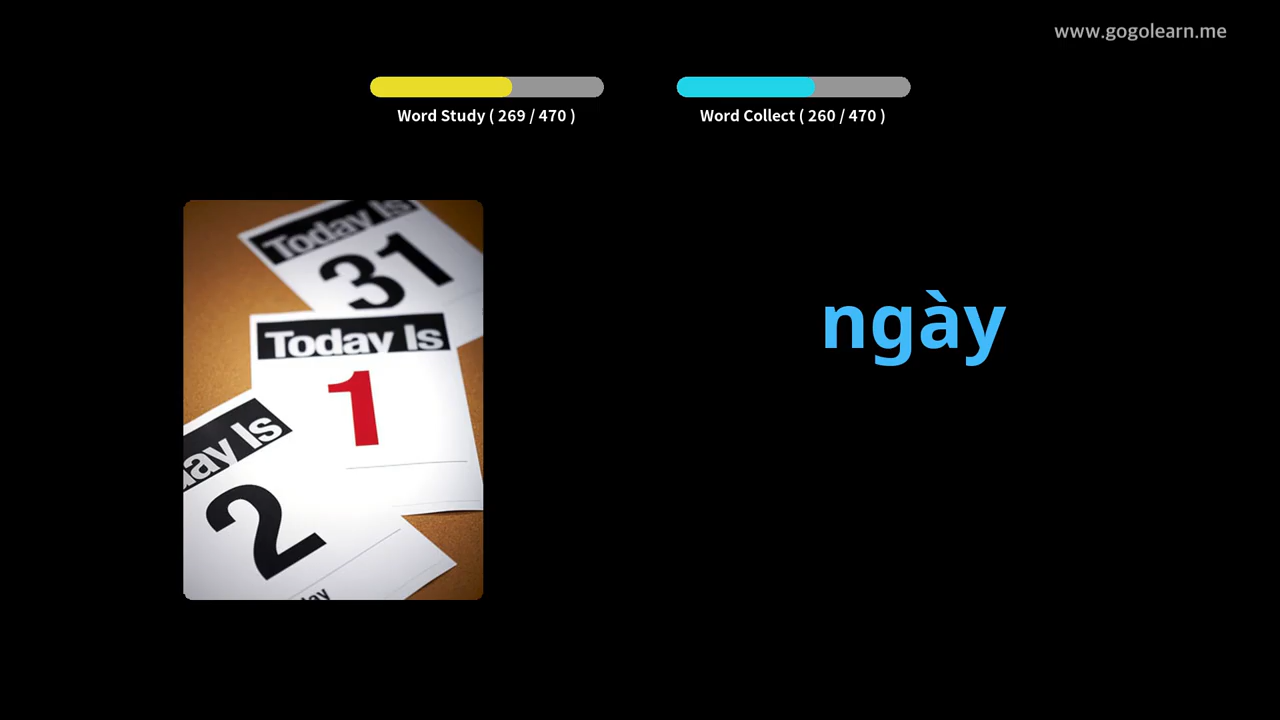 www.gogolearn.me
Word Study ( 269 / 470 )
Word Collect ( 260 / 470 )
Today Is
31
Today Is
1
ay Is
2
ngày